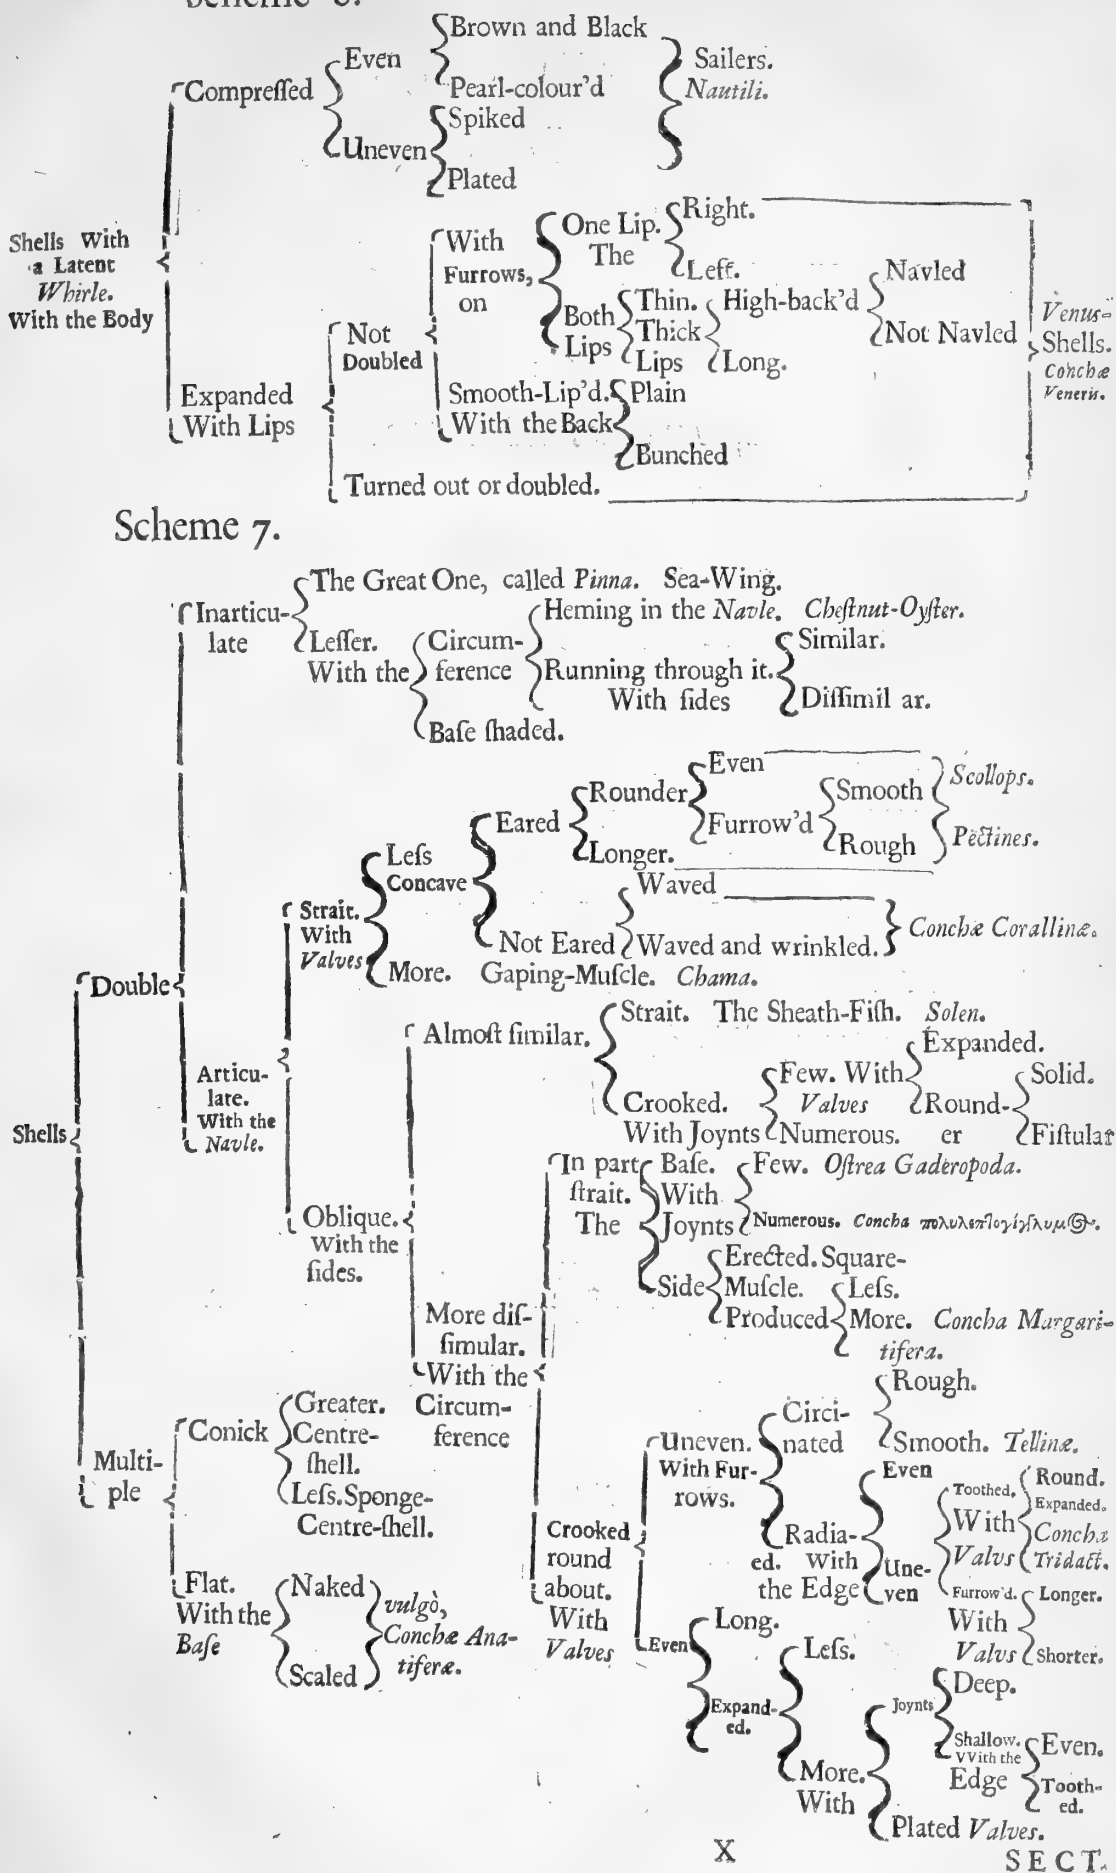 Scheme 6.
Brown and Black
Even
Sailers.
Compreſſed
Pearl-colour'd
Nautili.
Spiked
Uneven
Plated
Shells With
a Latent
Whirle.
With the Body
With
Furrows,
on
One Lip.
The
Right.
Left.
Both
Lips
Thin.
Thick
Lips
High-back'd
Long.
Navled
Not Navled
Venus-
Shells.
Conchæ
Veneris.
Not
Doubled
Expanded
With Lips
Smooth-Lip'd.
With the Back
Plain
Bunched
Turned out or doubled.
Scheme 7.
Inarticu-
late
The Great One, called Pinna. Sea-Wing.
Leſſer.
With the
Circum-
ference
Heming in the Navle. Cheſtnut-Oyſter.
Running through it.
With ſides
Similar.
Diſſimil ar.
Baſe ſhaded.
Even
Rounder
Furrow'd
Smooth
Rough
Scollops.
Pectines.
Eared
Longer.
Leſs
Concave
Waved
Not Eared
Waved and wrinkled.
Conchæ Corallinæ.
Strait.
With
Valves
More. Gaping-Muſcle. Chama.
Double
Articu-
late.
With the
Navle.
Shells
Almoſt ſimilar.
Strait. The Sheath-Fiſh. Solen.
Crooked.
With Joynts
Few. With
Valves
Expanded.
Round-
er
Solid.
Fiſtular
Numerous.
Oblique.
With the
ſides.
In part
ſtrait.
The
Baſe.
With
Joynts
Few. Oſtrea Gaderopoda.
Numerous. Concha
Side
Erected. Square-
Muſcle.
Produced
Leſs.
More. Concha Margari-
tifera.
More diſ-
ſimular.
With the
Circum-
ference
Multi-
ple
Conick
Greater.
Centre-
ſhell.
Leſs. Sponge-
Centre-ſhell.
Flat.
With the
Baſe
Naked
Scaled
vulgò,
Conchæ Ana-
tiferæ.
Crooked
round
about.
With
Valves
Uneven.
With Fur-
rows.
Circi-
nated
Rough.
Smooth. Tellinæ.
Radia-
ed. With
the Edge
Even
Une-
ven
Toothed.
With
Valvs
Round.
Expanded.
Conchæ
Tridact.
Furrow'd.
With
Valvs
Longer.
Shorter.
Even
Long.
Expand-
ed.
Leſs.
More.
With
Joynts
Deep.
Shallow.
VVith the
Edge
Even.
Tooth-
ed.
Plated Valves.
X
SECT.